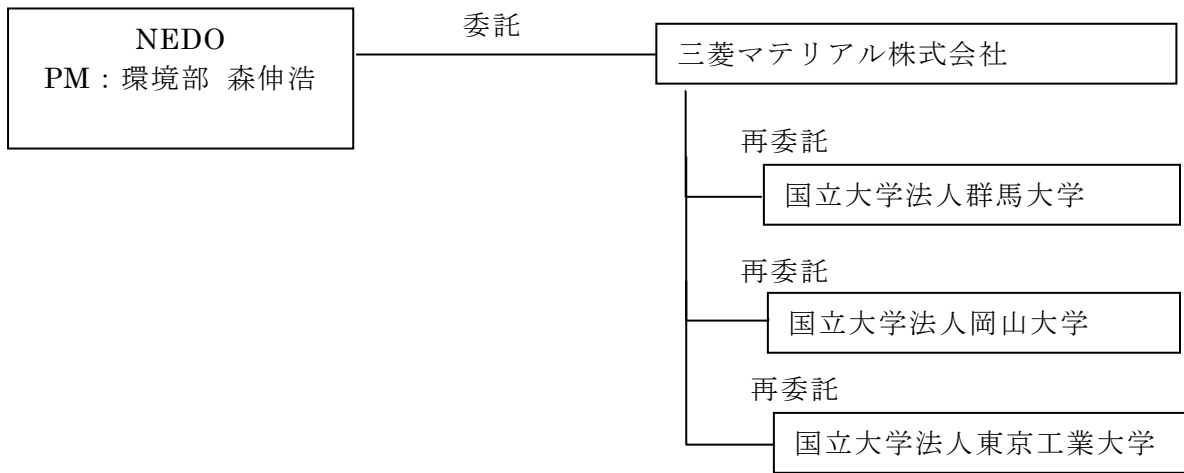 NEDO
PM：環境部 森伸浩
委託
三菱マテリアル株式会社
再委託
国立大学法人群馬大学
再委託
国立大学法人岡山大学
再委託
国立大学法人東京工業大学